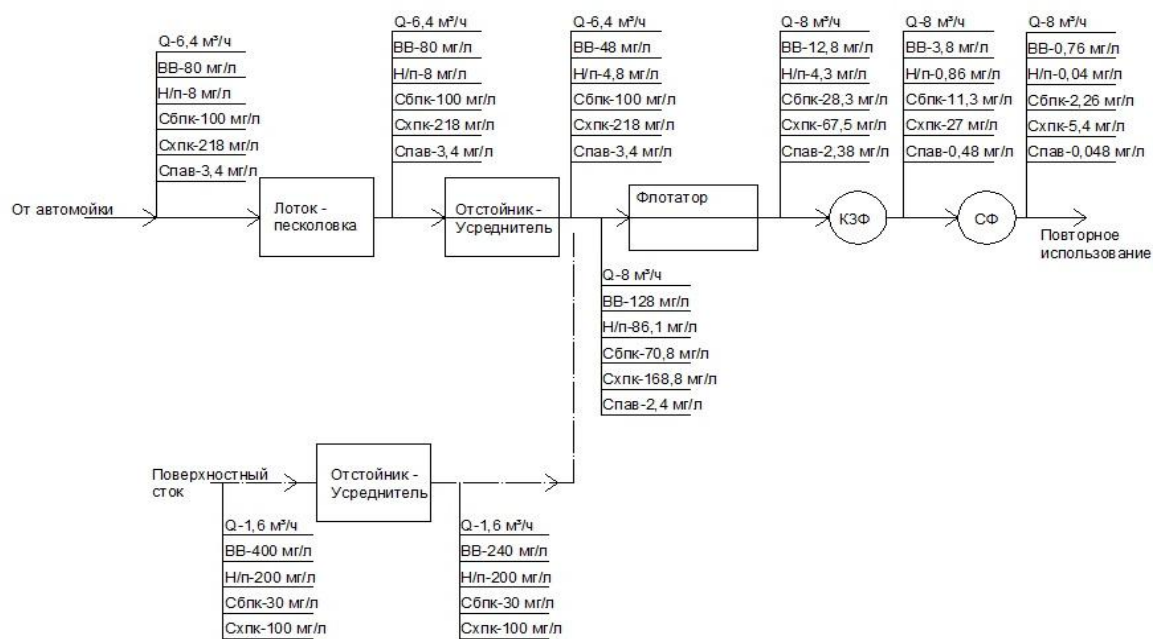 Q-6,4 м³/ч
ВВ-80 мг/л
Н/п-8 мг/л
Сбпк-100 мг/л
Схпк-218 мг/л
Спав-3,4 мг/л
Q-6,4 м³/ч
ВВ-80 мг/л
Н/п-8 мг/л
Сбпк-100 мг/л
Схпк-218 мг/л
Спав-3,4 мг/л
Q-6,4 м³/ч
ВВ-48 мг/л
Н/п-4,8 мг/л
Сбпк-100 мг/л
Схпк-218 мг/л
Спав-3,4 мг/л
Q-8 м³/ч
ВВ-12,8 мг/л
Н/п-4,3 мг/л
Сбпк-28,3 мг/л
Схпк-67,5 мг/л
Спав-2,38 мг/л
Q-8 м³/ч
ВВ-3,8 мг/л
Н/п-0,86 мг/л
Сбпк-11,3 мг/л
Схпк-27 мг/л
Спав-0,48 мг/л
Q-8 м³/ч
ВВ-0,76 мг/л
Н/п-0,04 мг/л
Сбпк-2,26 мг/л
Схпк-5,4 мг/л
Спав-0,048 мг/л
От автомойки
Лоток -
песколовка
Отстойник -
Усреднитель
Флотатор
КЗФ
СФ
Повторное
использование
Q-8 м³/ч
ВВ-128 мг/л
Н/п-86,1 мг/л
Сбпк-70,8 мг/л
Схпк-168,8 мг/л
Спав-2,4 мг/л
Поверхностный
сток
Отстойник -
Усреднитель
Q-1,6 м³/ч
ВВ-400 мг/л
Н/п-200 мг/л
Сбпк-30 мг/л
Схпк-100 мг/л
Q-1,6 м³/ч
ВВ-240 мг/л
Н/п-200 мг/л
Сбпк-30 мг/л
Схпк-100 мг/л